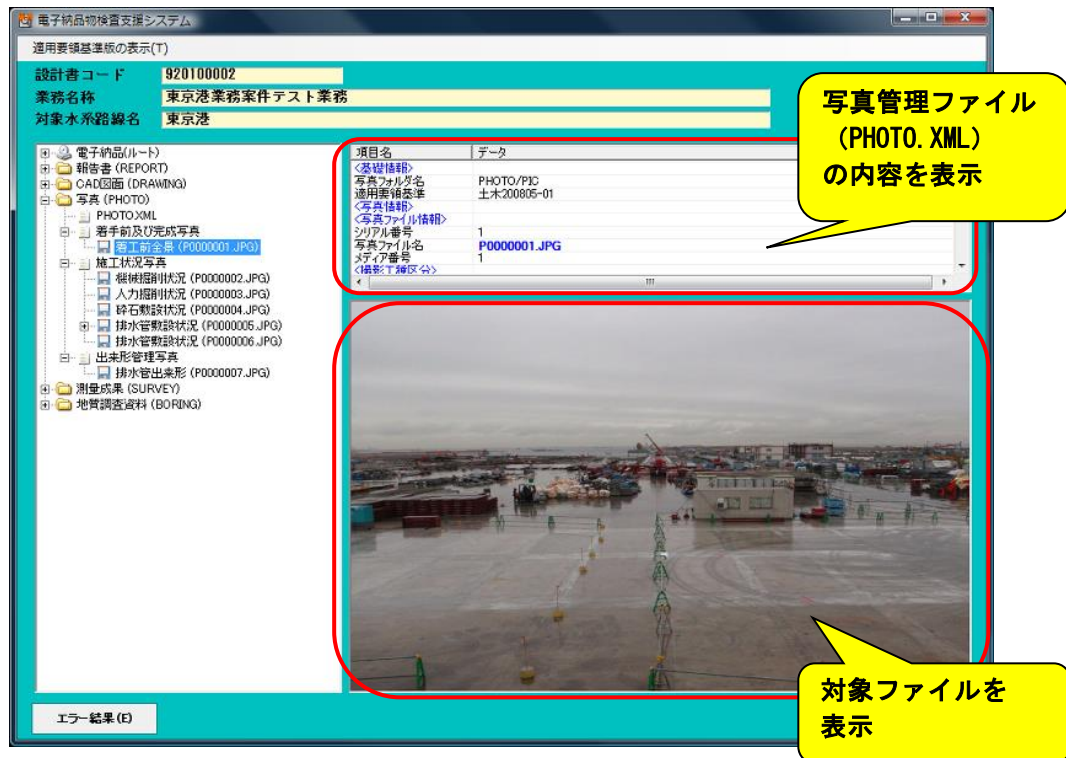 電子納品物検査支援システム
適用要領基準版の表示(T)
設計書コード 920100002
業務名称 東京港業務案件テスト業務
対象水系路線名 東京港
写真管理ファイル
(PHOTO.XML)
の内容を表示
電子納品(ルート)
報告書 (REPORT)
CAD図面 (DRAWING)
写真 (PHOTO)
PHOTO.XML
着手前及び完成写真
着工前全景 (P0000001.JPG)
施工状況写真
機械掘削状況 (P0000002.JPG)
人力掘削状況 (P0000003.JPG)
砕石敷設状況 (P0000004.JPG)
排水管敷設状況 (P0000005.JPG)
排水管敷設状況 (P0000006.JPG)
出来形管理写真
排水管出来形 (P0000007.JPG)
測量成果 (SURVEY)
地質調査資料 (BORING)
項目名 データ
<基礎情報>
写真フォルダ名 PHOTO/PIC
適用要領基準 土木200805-01
<写真情報>
<写真ファイル情報>
シリアル番号 1
写真ファイル名 P0000001.JPG
メディア番号 1
<撮影工種区分>
対象ファイルを
表示
エラー結果(E)